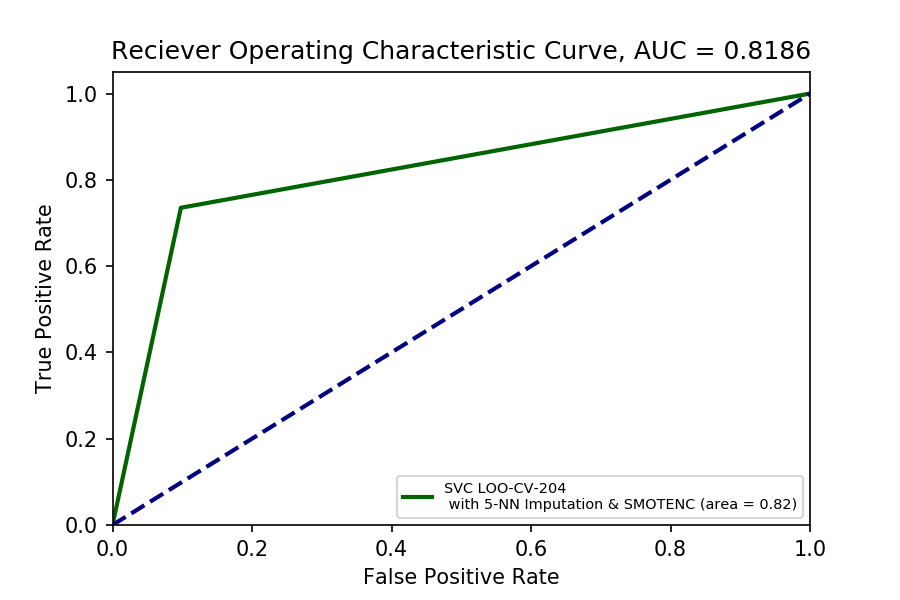 Reciever Operating Characteristic Curve, AUC = 0.8186
True Positive Rate
1.0
0.8
0.6
0.4
0.2
0.0
SVC LOO-CV-204
with 5-NN Imputation & SMOTENC (area = 0.82)
0.0 0.2 0.4 0.6 0.8 1.0
False Positive Rate